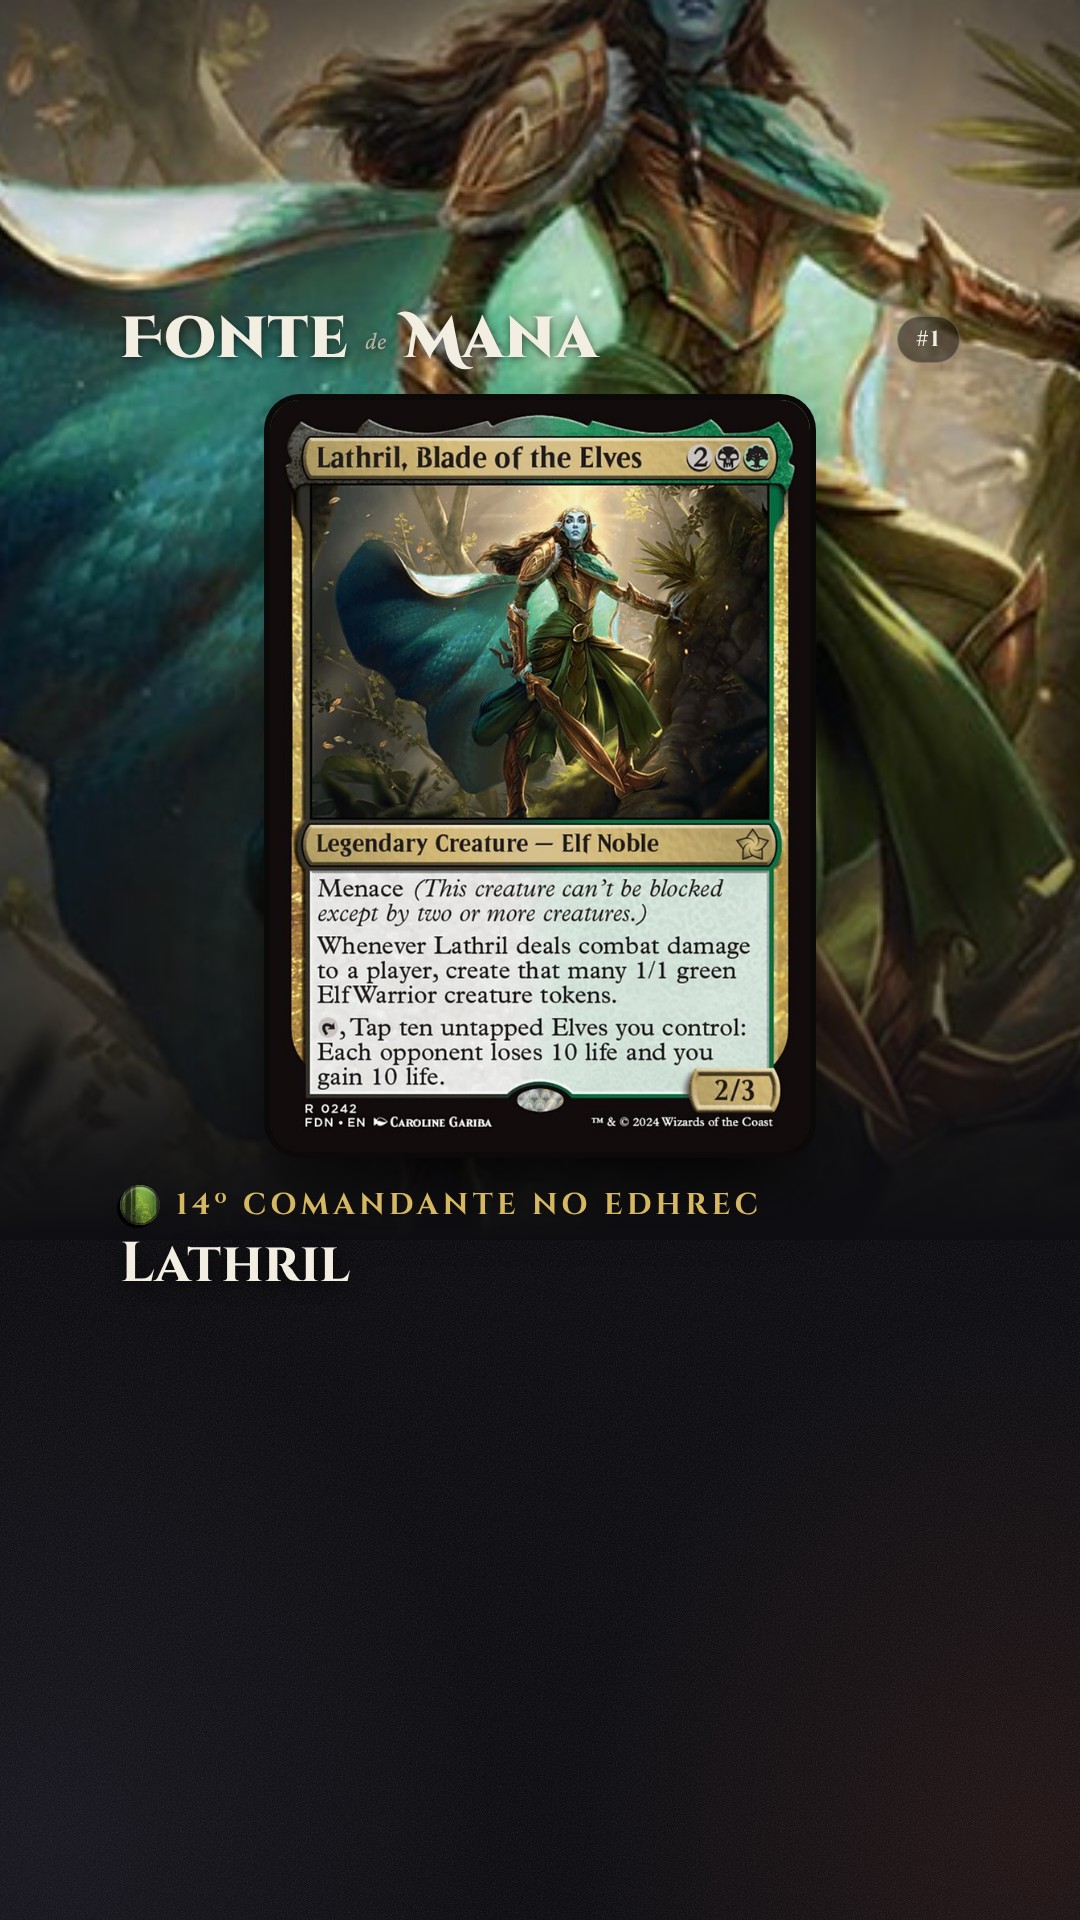 FONTE de MANA
#1
Lathril, Blade of the Elves 2
Legendary Creature — Elf Noble
Menace (This creature can't be blocked
except by two or more creatures.)
Whenever Lathril deals combat damage
to a player, create that many 1/1 green
Elf Warrior creature tokens.
, Tap ten untapped Elves you control:
Each opponent loses 10 life and you
gain 10 life.
2/3
R 0242
FDN • EN CAROLINE GARIBA
™ & © 2024 Wizards of the Coast
14º COMANDANTE NO EDHREC
LATHRIL